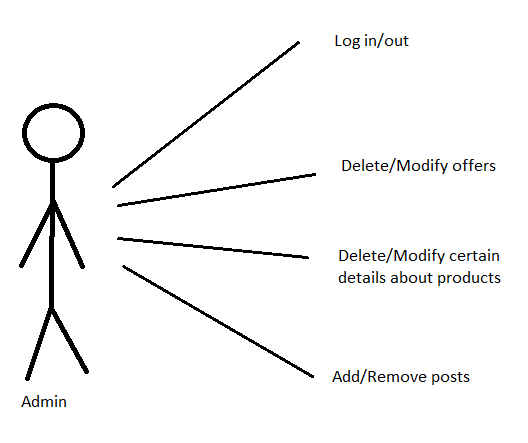 Log in/out
Delete/Modify offers
Delete/Modify certain
details about products
Add/Remove posts
Admin